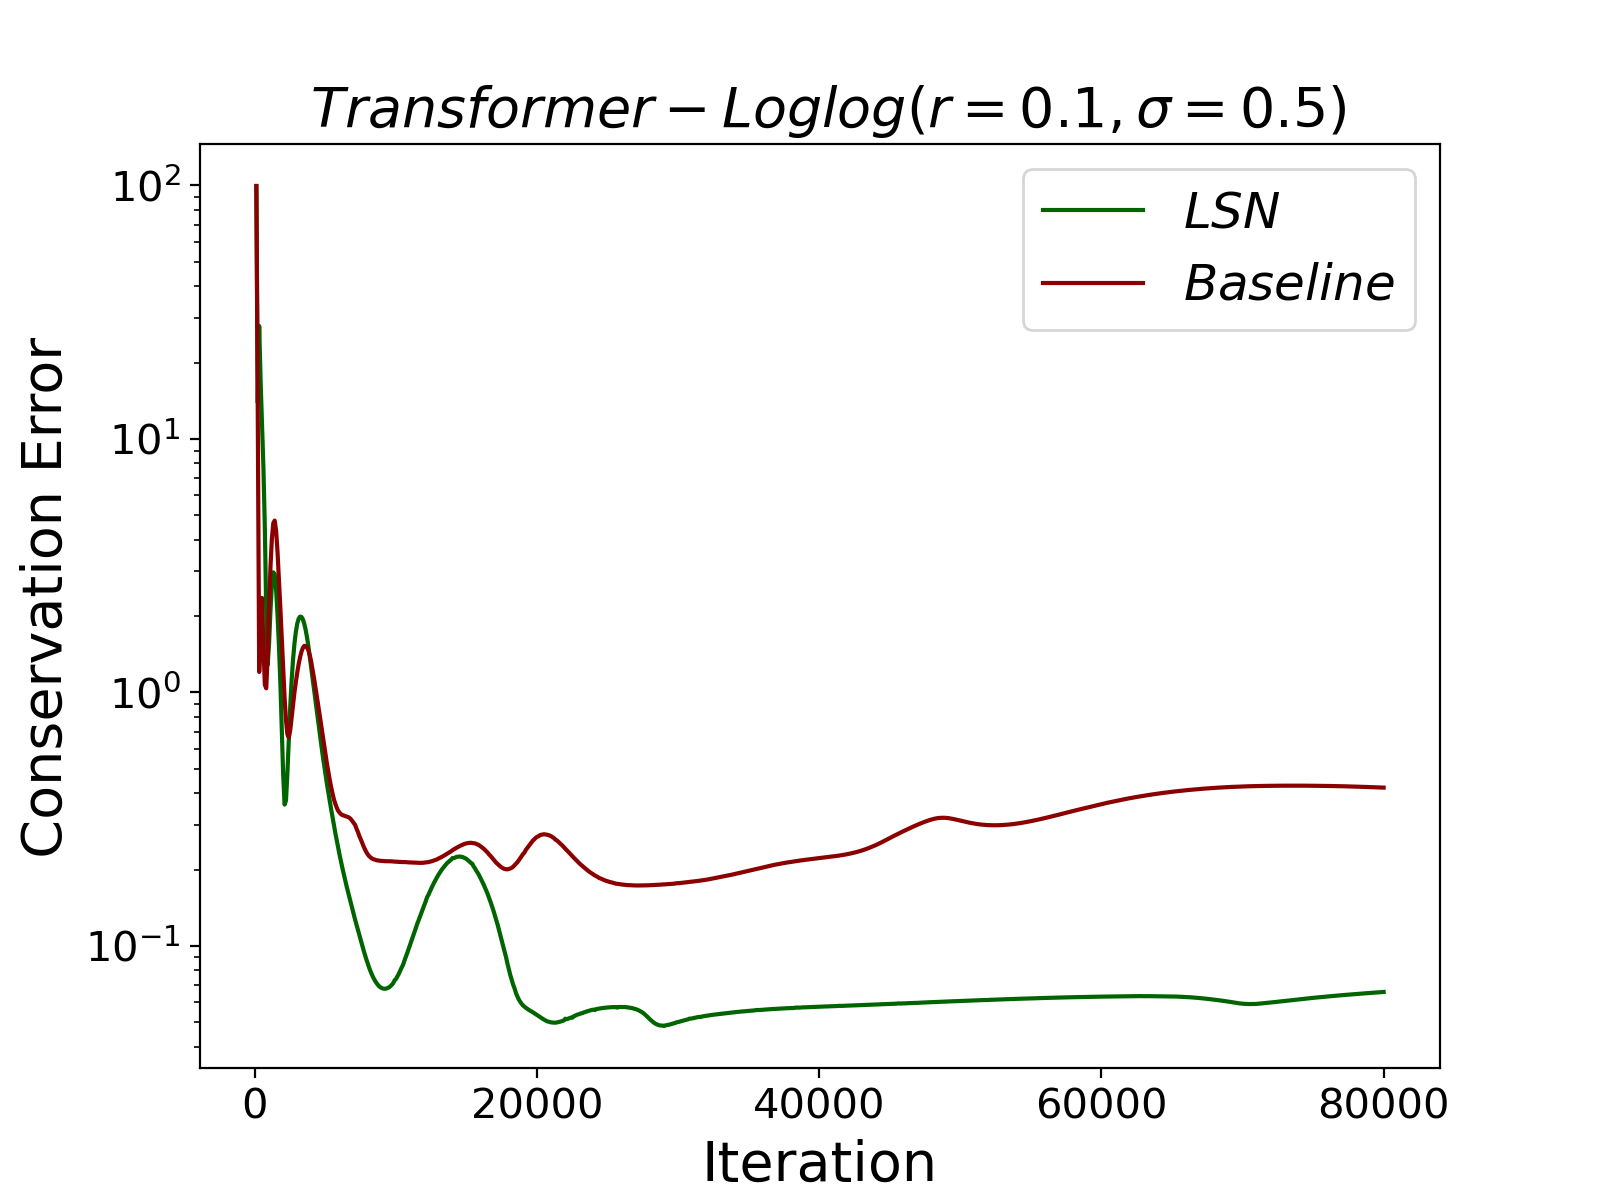 Transformer − Loglog(r = 0.1, σ = 0.5)
LSN
Baseline
Conservation Error
10²
10¹
10⁰
10⁻¹
0 20000 40000 60000 80000
Iteration